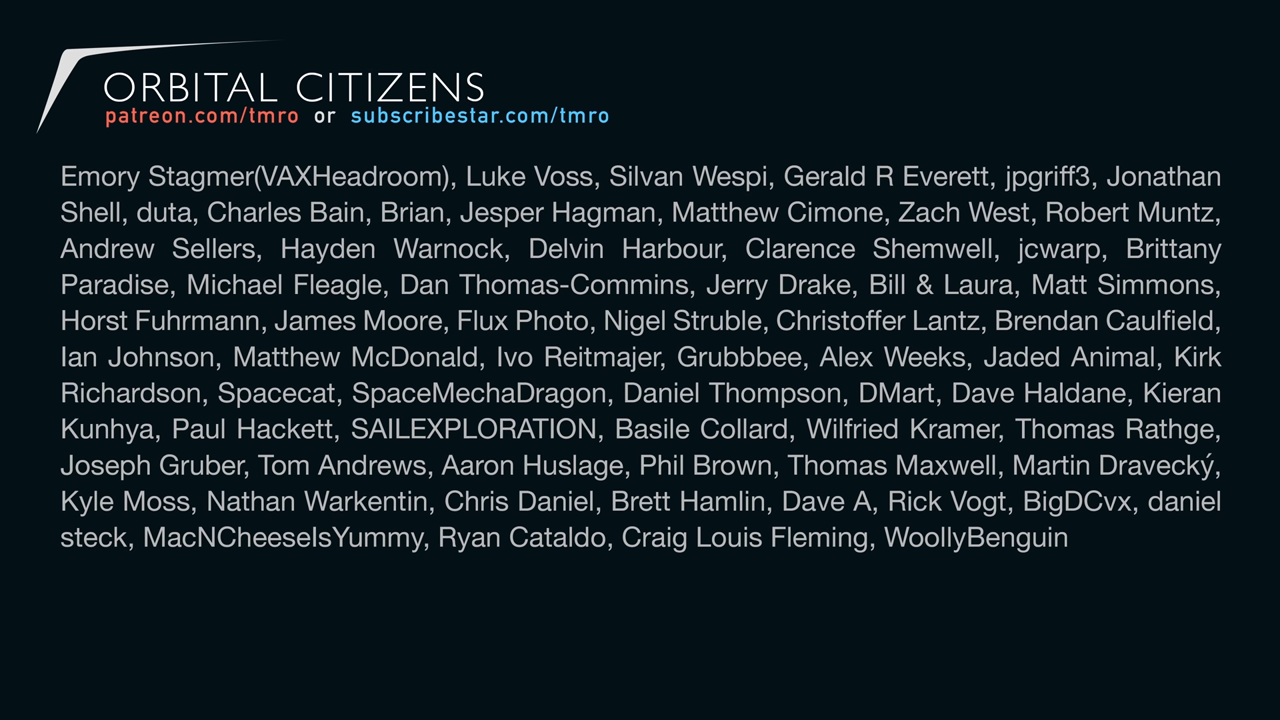 ORBITAL CITIZENS
patreon.com/tmro or subscribestar.com/tmro
Emory Stagmer(VAXHeadroom), Luke Voss, Silvan Wespi, Gerald R Everett, jpgriff3, Jonathan
Shell, duta, Charles Bain, Brian, Jesper Hagman, Matthew Cimone, Zach West, Robert Muntz,
Andrew Sellers, Hayden Warnock, Delvin Harbour, Clarence Shemwell, jcwarp, Brittany
Paradise, Michael Fleagle, Dan Thomas-Commins, Jerry Drake, Bill & Laura, Matt Simmons,
Horst Fuhrmann, James Moore, Flux Photo, Nigel Struble, Christoffer Lantz, Brendan Caulfield,
Ian Johnson, Matthew McDonald, Ivo Reitmajer, Grubbbee, Alex Weeks, Jaded Animal, Kirk
Richardson, Spacecat, SpaceMechaDragon, Daniel Thompson, DMart, Dave Haldane, Kieran
Kunhya, Paul Hackett, SAILEXPLORATION, Basile Collard, Wilfried Kramer, Thomas Rathge,
Joseph Gruber, Tom Andrews, Aaron Huslage, Phil Brown, Thomas Maxwell, Martin Dravecký,
Kyle Moss, Nathan Warkentin, Chris Daniel, Brett Hamlin, Dave A, Rick Vogt, BigDCvx, daniel
steck, MacNCheeseIsYummy, Ryan Cataldo, Craig Louis Fleming, WoollyBenguin